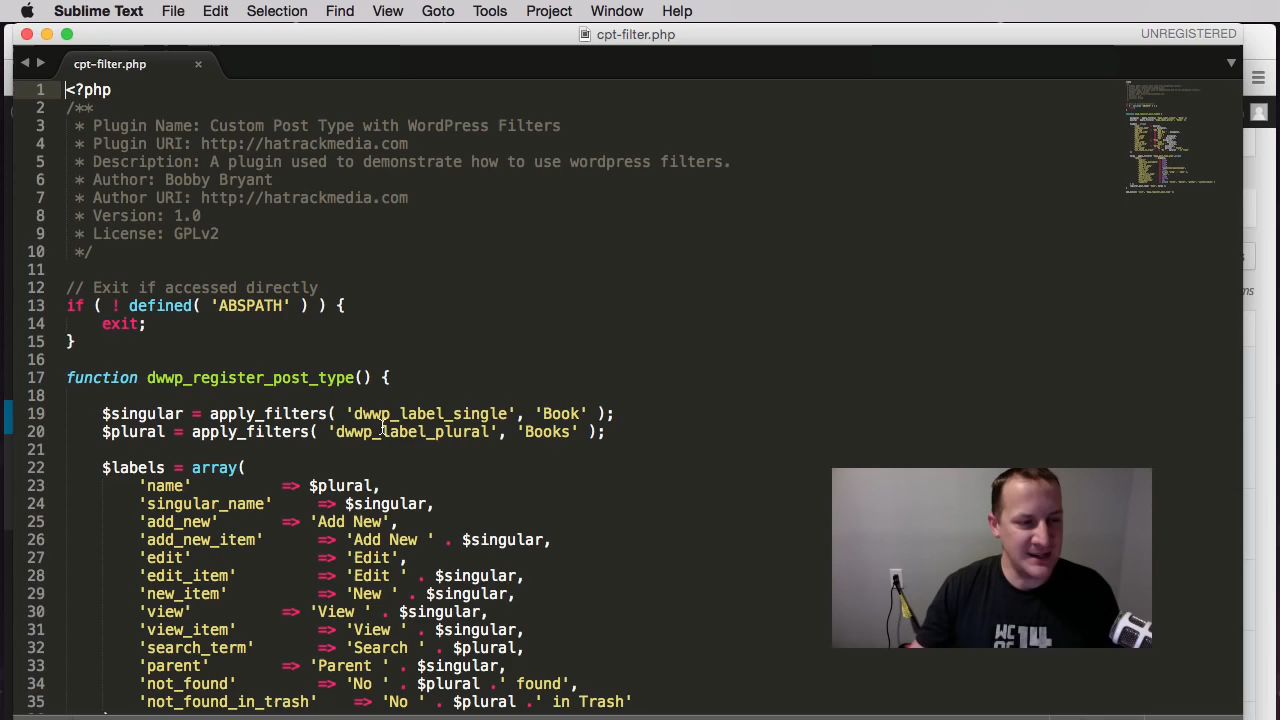 Sublime Text File Edit Selection Find View Goto Tools Project Window Help
cpt-filter.php UNREGISTERED
cpt-filter.php
1 <?php
2 /**
3  * Plugin Name: Custom Post Type with WordPress Filters
4  * Plugin URI: http://hatrackmedia.com
5  * Description: A plugin used to demonstrate how to use wordpress filters.
6  * Author: Bobby Bryant
7  * Author URI: http://hatrackmedia.com
8  * Version: 1.0
9  * License: GPLv2
10  */
11
12 // Exit if accessed directly
13 if ( ! defined( 'ABSPATH' ) ) {
14     exit;
15 }
16
17 function dwwp_register_post_type() {
18
19     $singular = apply_filters( 'dwwp_label_single', 'Book' );
20     $plural = apply_filters( 'dwwp_label_plural', 'Books' );
21
22     $labels = array(
23         'name'          => $plural,
24         'singular_name'     => $singular,
25         'add_new'       => 'Add New',
26         'add_new_item'      => 'Add New ' . $singular,
27         'edit'              => 'Edit',
28         'edit_item'         => 'Edit ' . $singular,
29         'new_item'          => 'New ' . $singular,
30         'view'          => 'View ' . $singular,
31         'view_item'         => 'View ' . $singular,
32         'search_term'       => 'Search ' . $plural,
33         'parent'        => 'Parent ' . $singular,
34         'not_found'         => 'No ' . $plural .' found',
35         'not_found_in_trash'    => 'No ' . $plural .' in Trash'
WC
14